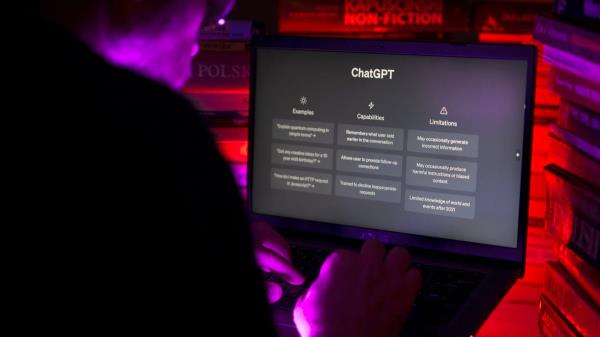 KAPUŚCIŃSKI
NON-FICTION
POLSK
ChatGPT
Examples
Capabilities
Limitations
"Explain quantum computing in
simple terms" →
"Got any creative ideas for a 10
year old's birthday?" →
"How do I make an HTTP request
in Javascript?" →
Remembers what user said
earlier in the conversation
Allows user to provide follow-up
corrections
Trained to decline inappropriate
requests
May occasionally generate
incorrect information
May occasionally produce
harmful instructions or biased
content
Limited knowledge of world and
events after 2021